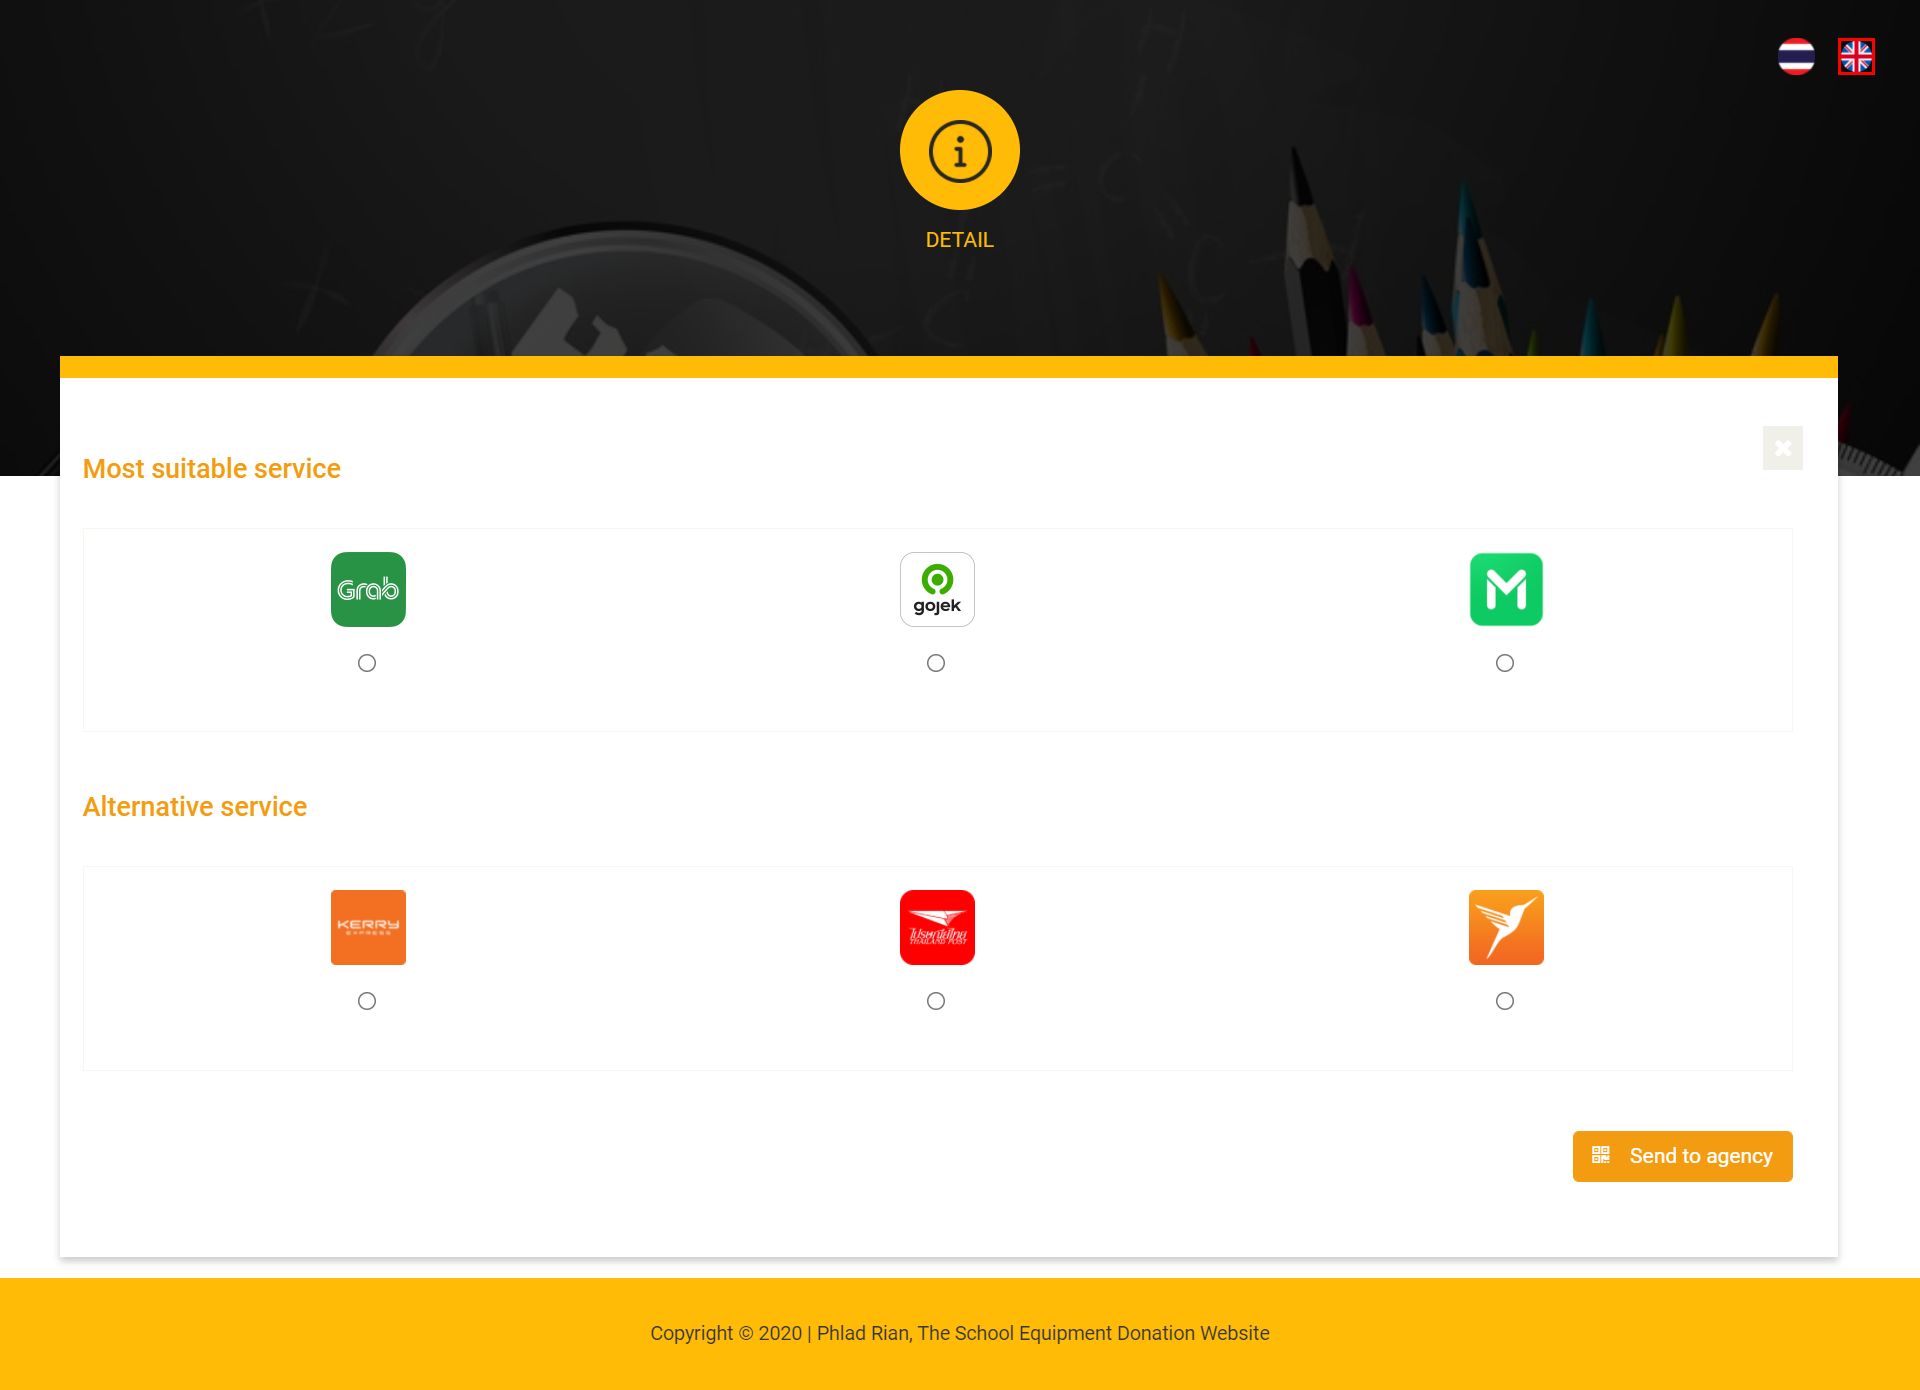 DETAIL
Most suitable service
Grab
gojek
Alternative service
KERRY
EXPRESS
ไปรษณีย์ไทย
THAILAND POST
Send to agency
Copyright © 2020 | Phlad Rian, The School Equipment Donation Website